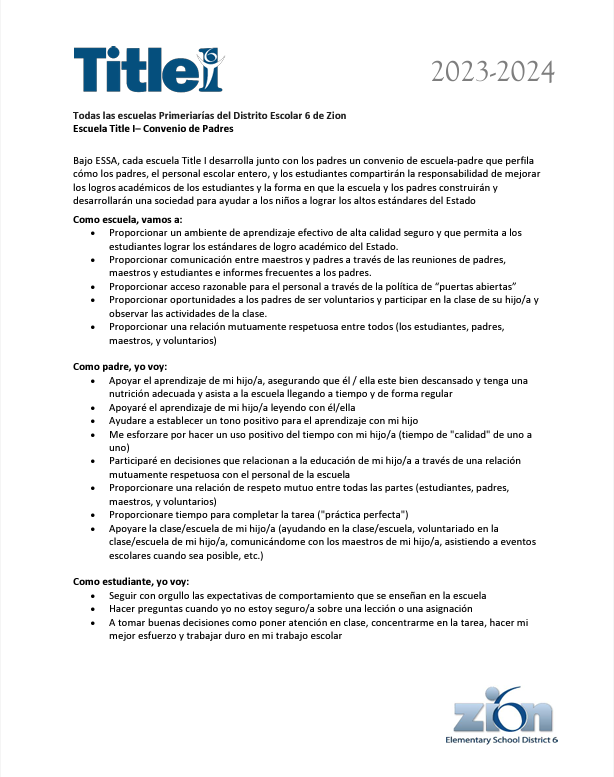 Title I
6
2023-2024
Todas las escuelas Primeriarías del Distrito Escolar 6 de Zion
Escuela Title I– Convenio de Padres
Bajo ESSA, cada escuela Title I desarrolla junto con los padres un convenio de escuela-padre que perfila
cómo los padres, el personal escolar entero, y los estudiantes compartirán la responsabilidad de mejorar
los logros académicos de los estudiantes y la forma en que la escuela y los padres construirán y
desarrollarán una sociedad para ayudar a los niños a lograr los altos estándares del Estado
Como escuela, vamos a:
• Proporcionar un ambiente de aprendizaje efectivo de alta calidad seguro y que permita a los
estudiantes lograr los estándares de logro académico del Estado.
• Proporcionar comunicación entre maestros y padres a través de las reuniones de padres,
maestros y estudiantes e informes frecuentes a los padres.
• Proporcionar acceso razonable para el personal a través de la política de “puertas abiertas”
• Proporcionar oportunidades a los padres de ser voluntarios y participar en la clase de su hijo/a y
observar las actividades de la clase.
• Proporcionar una relación mutuamente respetuosa entre todos (los estudiantes, padres,
maestros, y voluntarios)
Como padre, yo voy:
• Apoyar el aprendizaje de mi hijo/a, asegurando que él / ella este bien descansado y tenga una
nutrición adecuada y asista a la escuela llegando a tiempo y de forma regular
• Apoyaré el aprendizaje de mi hijo/a leyendo con él/ella
• Ayudare a establecer un tono positivo para el aprendizaje con mi hijo
• Me esforzare por hacer un uso positivo del tiempo con mi hijo/a (tiempo de "calidad" de uno a
uno)
• Participaré en decisiones que relacionan a la educación de mi hijo/a a través de una relación
mutuamente respetuosa con el personal de la escuela
• Proporcionare una relación de respeto mutuo entre todas las partes (estudiantes, padres,
maestros, y voluntarios)
• Proporcionare tiempo para completar la tarea ("práctica perfecta")
• Apoyare la clase/escuela de mi hijo/a (ayudando en la clase/escuela, voluntariado en la
clase/escuela de mi hijo/a, comunicándome con los maestros de mi hijo/a, asistiendo a eventos
escolares cuando sea posible, etc.)
Como estudiante, yo voy:
• Seguir con orgullo las expectativas de comportamiento que se enseñan en la escuela
• Hacer preguntas cuando yo no estoy seguro/a sobre una lección o una asignación
• A tomar buenas decisiones como poner atención en clase, concentrarme en la tarea, hacer mi
mejor esfuerzo y trabajar duro en mi trabajo escolar
zion
6
Elementary School District 6